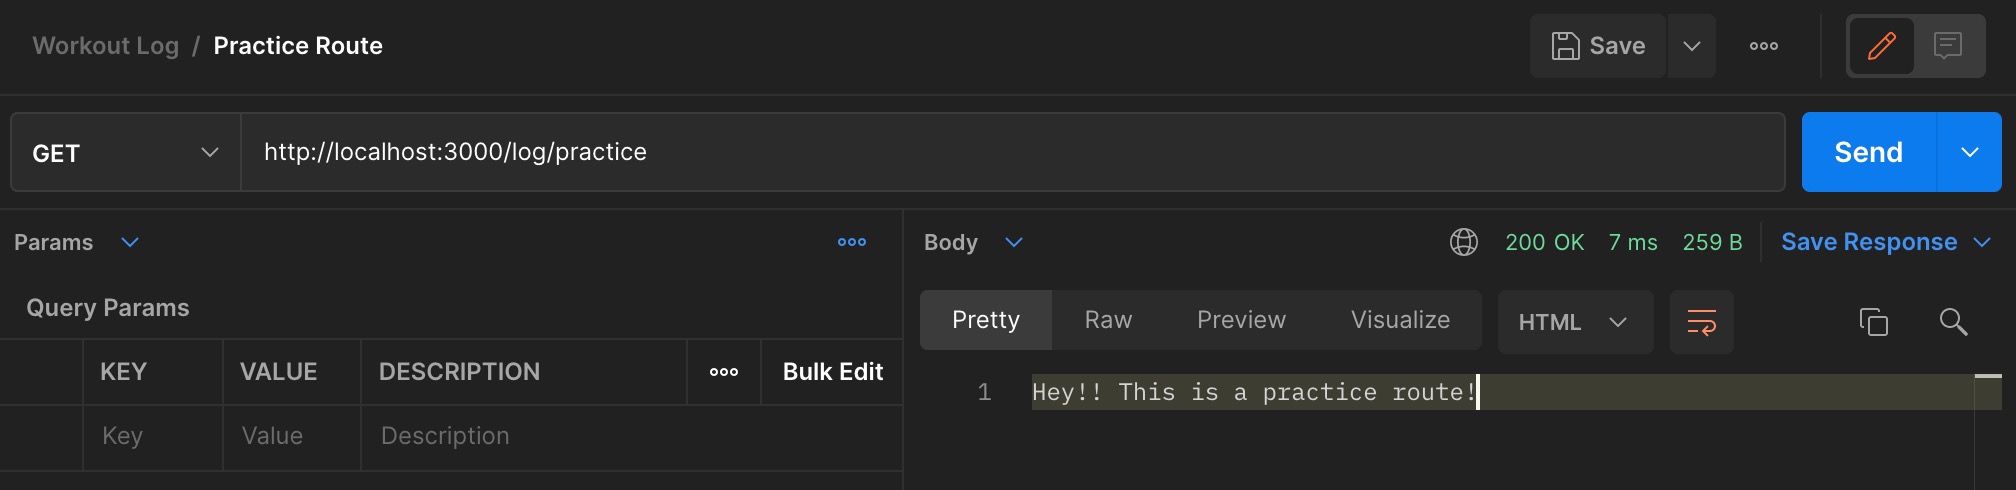 Workout Log / Practice Route
Save
GET
http://localhost:3000/log/practice
Send
Params
Body
200 OK 7 ms 259 B
Save Response
Query Params
Pretty Raw Preview Visualize HTML
KEY VALUE DESCRIPTION Bulk Edit
1 Hey!! This is a practice route!
Key Value Description